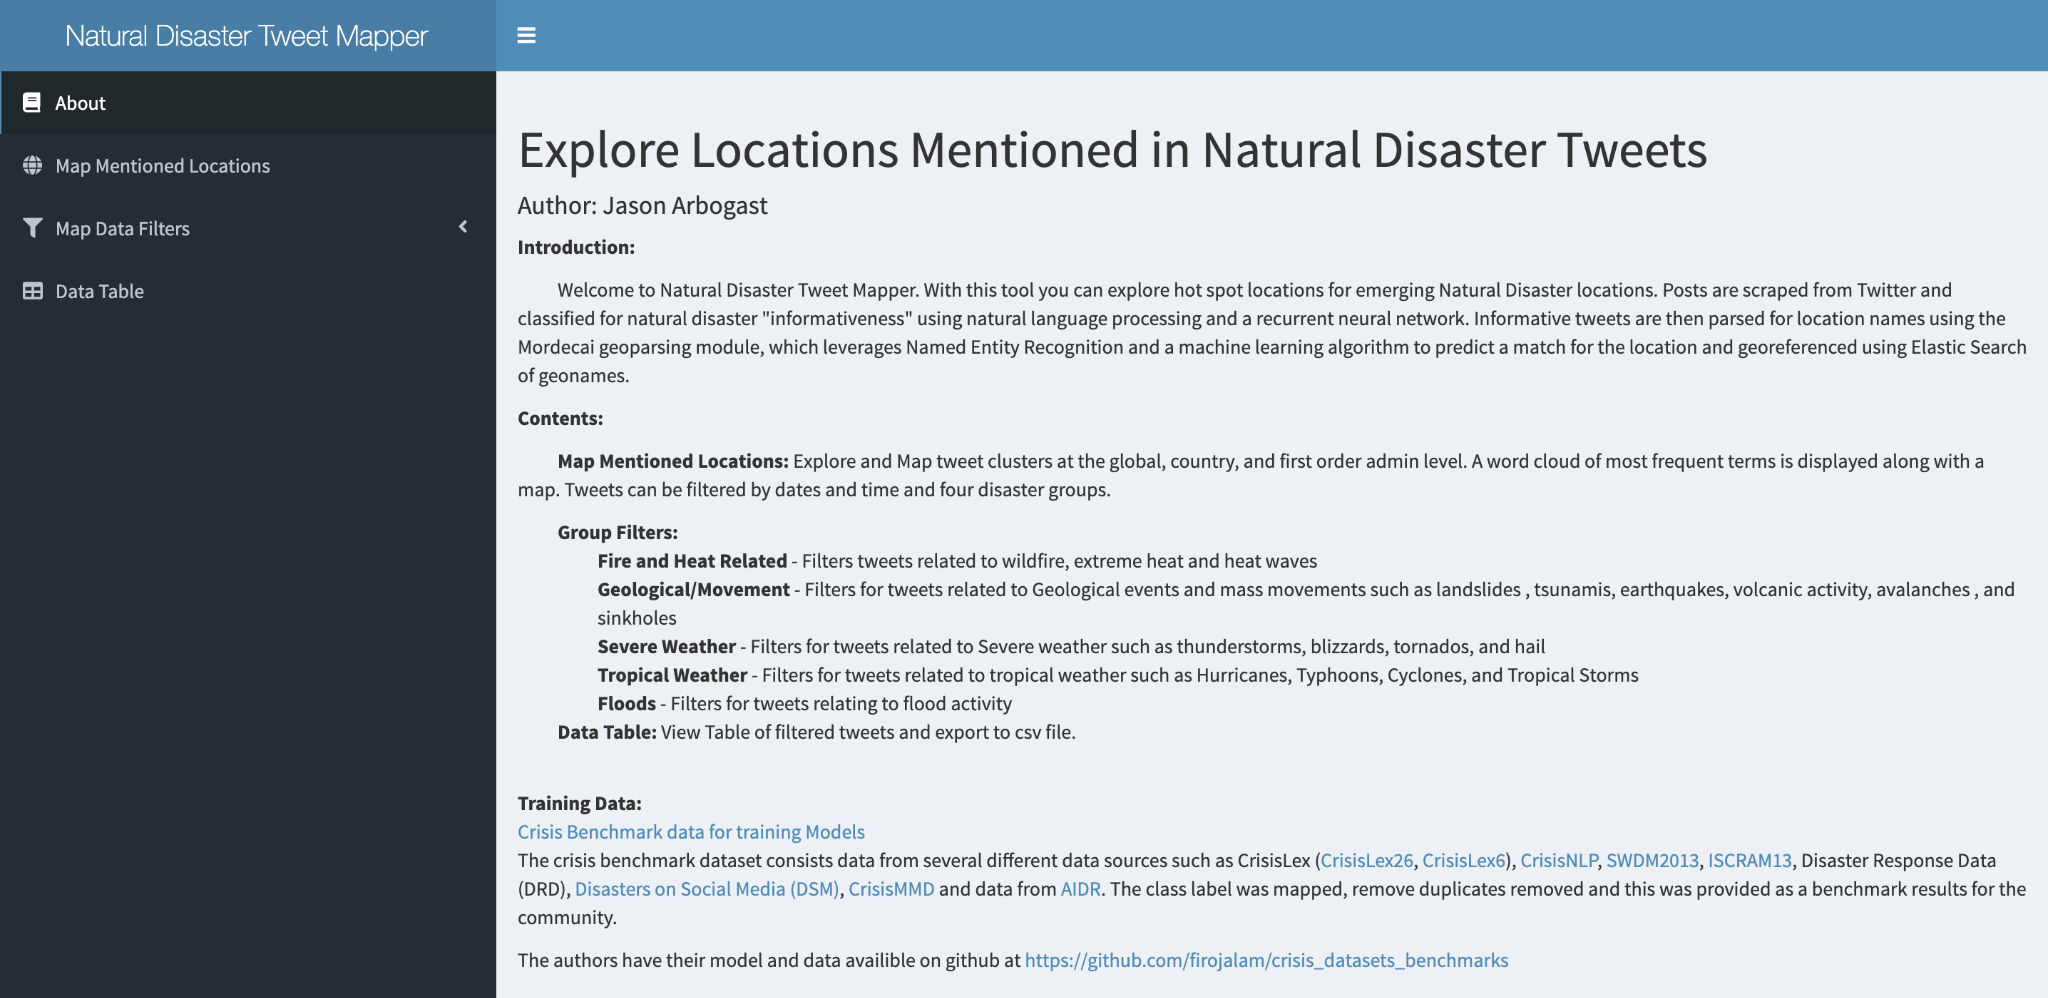 Natural Disaster Tweet Mapper
About
Map Mentioned Locations
Map Data Filters
Data Table
Explore Locations Mentioned in Natural Disaster Tweets
Author: Jason Arbogast
Introduction:
Welcome to Natural Disaster Tweet Mapper. With this tool you can explore hot spot locations for emerging Natural Disaster locations. Posts are scraped from Twitter and
classified for natural disaster "informativeness" using natural language processing and a recurrent neural network. Informative tweets are then parsed for location names using the
Mordecai geoparsing module, which leverages Named Entity Recognition and a machine learning algorithm to predict a match for the location and georeferenced using Elastic Search
of geonames.
Contents:
Map Mentioned Locations: Explore and Map tweet clusters at the global, country, and first order admin level. A word cloud of most frequent terms is displayed along with a
map. Tweets can be filtered by dates and time and four disaster groups.
Group Filters:
Fire and Heat Related - Filters tweets related to wildfire, extreme heat and heat waves
Geological/Movement - Filters for tweets related to Geological events and mass movements such as landslides , tsunamis, earthquakes, volcanic activity, avalanches , and
sinkholes
Severe Weather - Filters for tweets related to Severe weather such as thunderstorms, blizzards, tornados, and hail
Tropical Weather - Filters for tweets related to tropical weather such as Hurricanes, Typhoons, Cyclones, and Tropical Storms
Floods - Filters for tweets relating to flood activity
Data Table: View Table of filtered tweets and export to csv file.
Training Data:
Crisis Benchmark data for training Models
The crisis benchmark dataset consists data from several different data sources such as CrisisLex (CrisisLex26, CrisisLex6), CrisisNLP, SWDM2013, ISCRAM13, Disaster Response Data
(DRD), Disasters on Social Media (DSM), CrisisMMD and data from AIDR. The class label was mapped, remove duplicates removed and this was provided as a benchmark results for the
community.
The authors have their model and data availible on github at https://github.com/firojalam/crisis_datasets_benchmarks